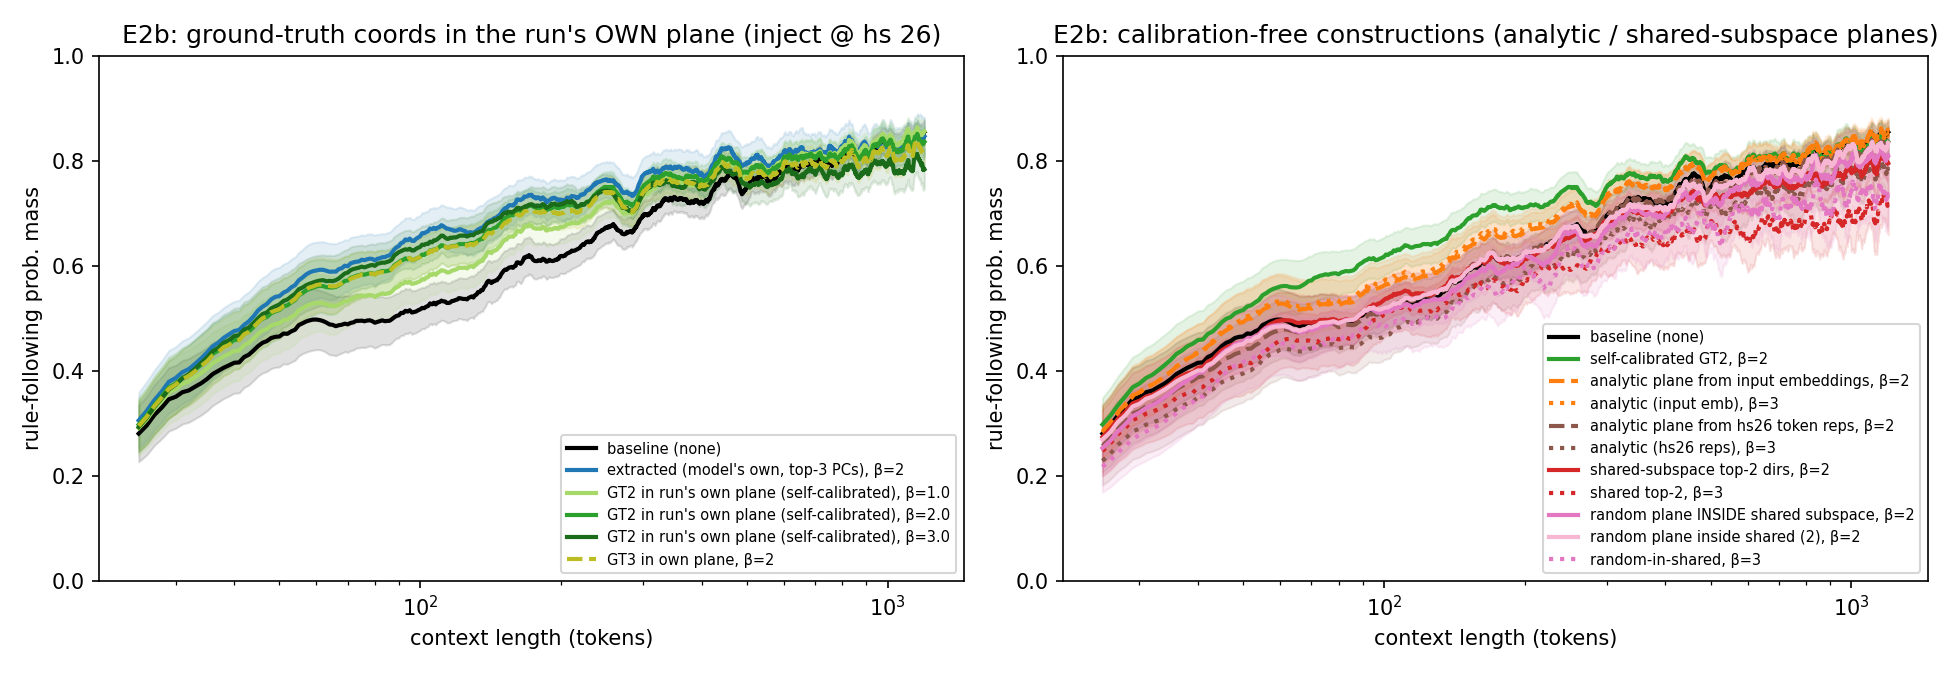 E2b: ground-truth coords in the run's OWN plane (inject @ hs 26)
1.0
0.8
0.6
0.4
0.2
0.0
rule-following prob. mass
10²
10³
context length (tokens)
baseline (none)
extracted (model's own, top-3 PCs), β=2
GT2 in run's own plane (self-calibrated), β=1.0
GT2 in run's own plane (self-calibrated), β=2.0
GT2 in run's own plane (self-calibrated), β=3.0
GT3 in own plane, β=2
E2b: calibration-free constructions (analytic / shared-subspace planes)
1.0
0.8
0.6
0.4
0.2
0.0
rule-following prob. mass
10²
10³
context length (tokens)
baseline (none)
self-calibrated GT2, β=2
analytic plane from input embeddings, β=2
analytic (input emb), β=3
analytic plane from hs26 token reps, β=2
analytic (hs26 reps), β=3
shared-subspace top-2 dirs, β=2
shared top-2, β=3
random plane INSIDE shared subspace, β=2
random plane inside shared (2), β=2
random-in-shared, β=3